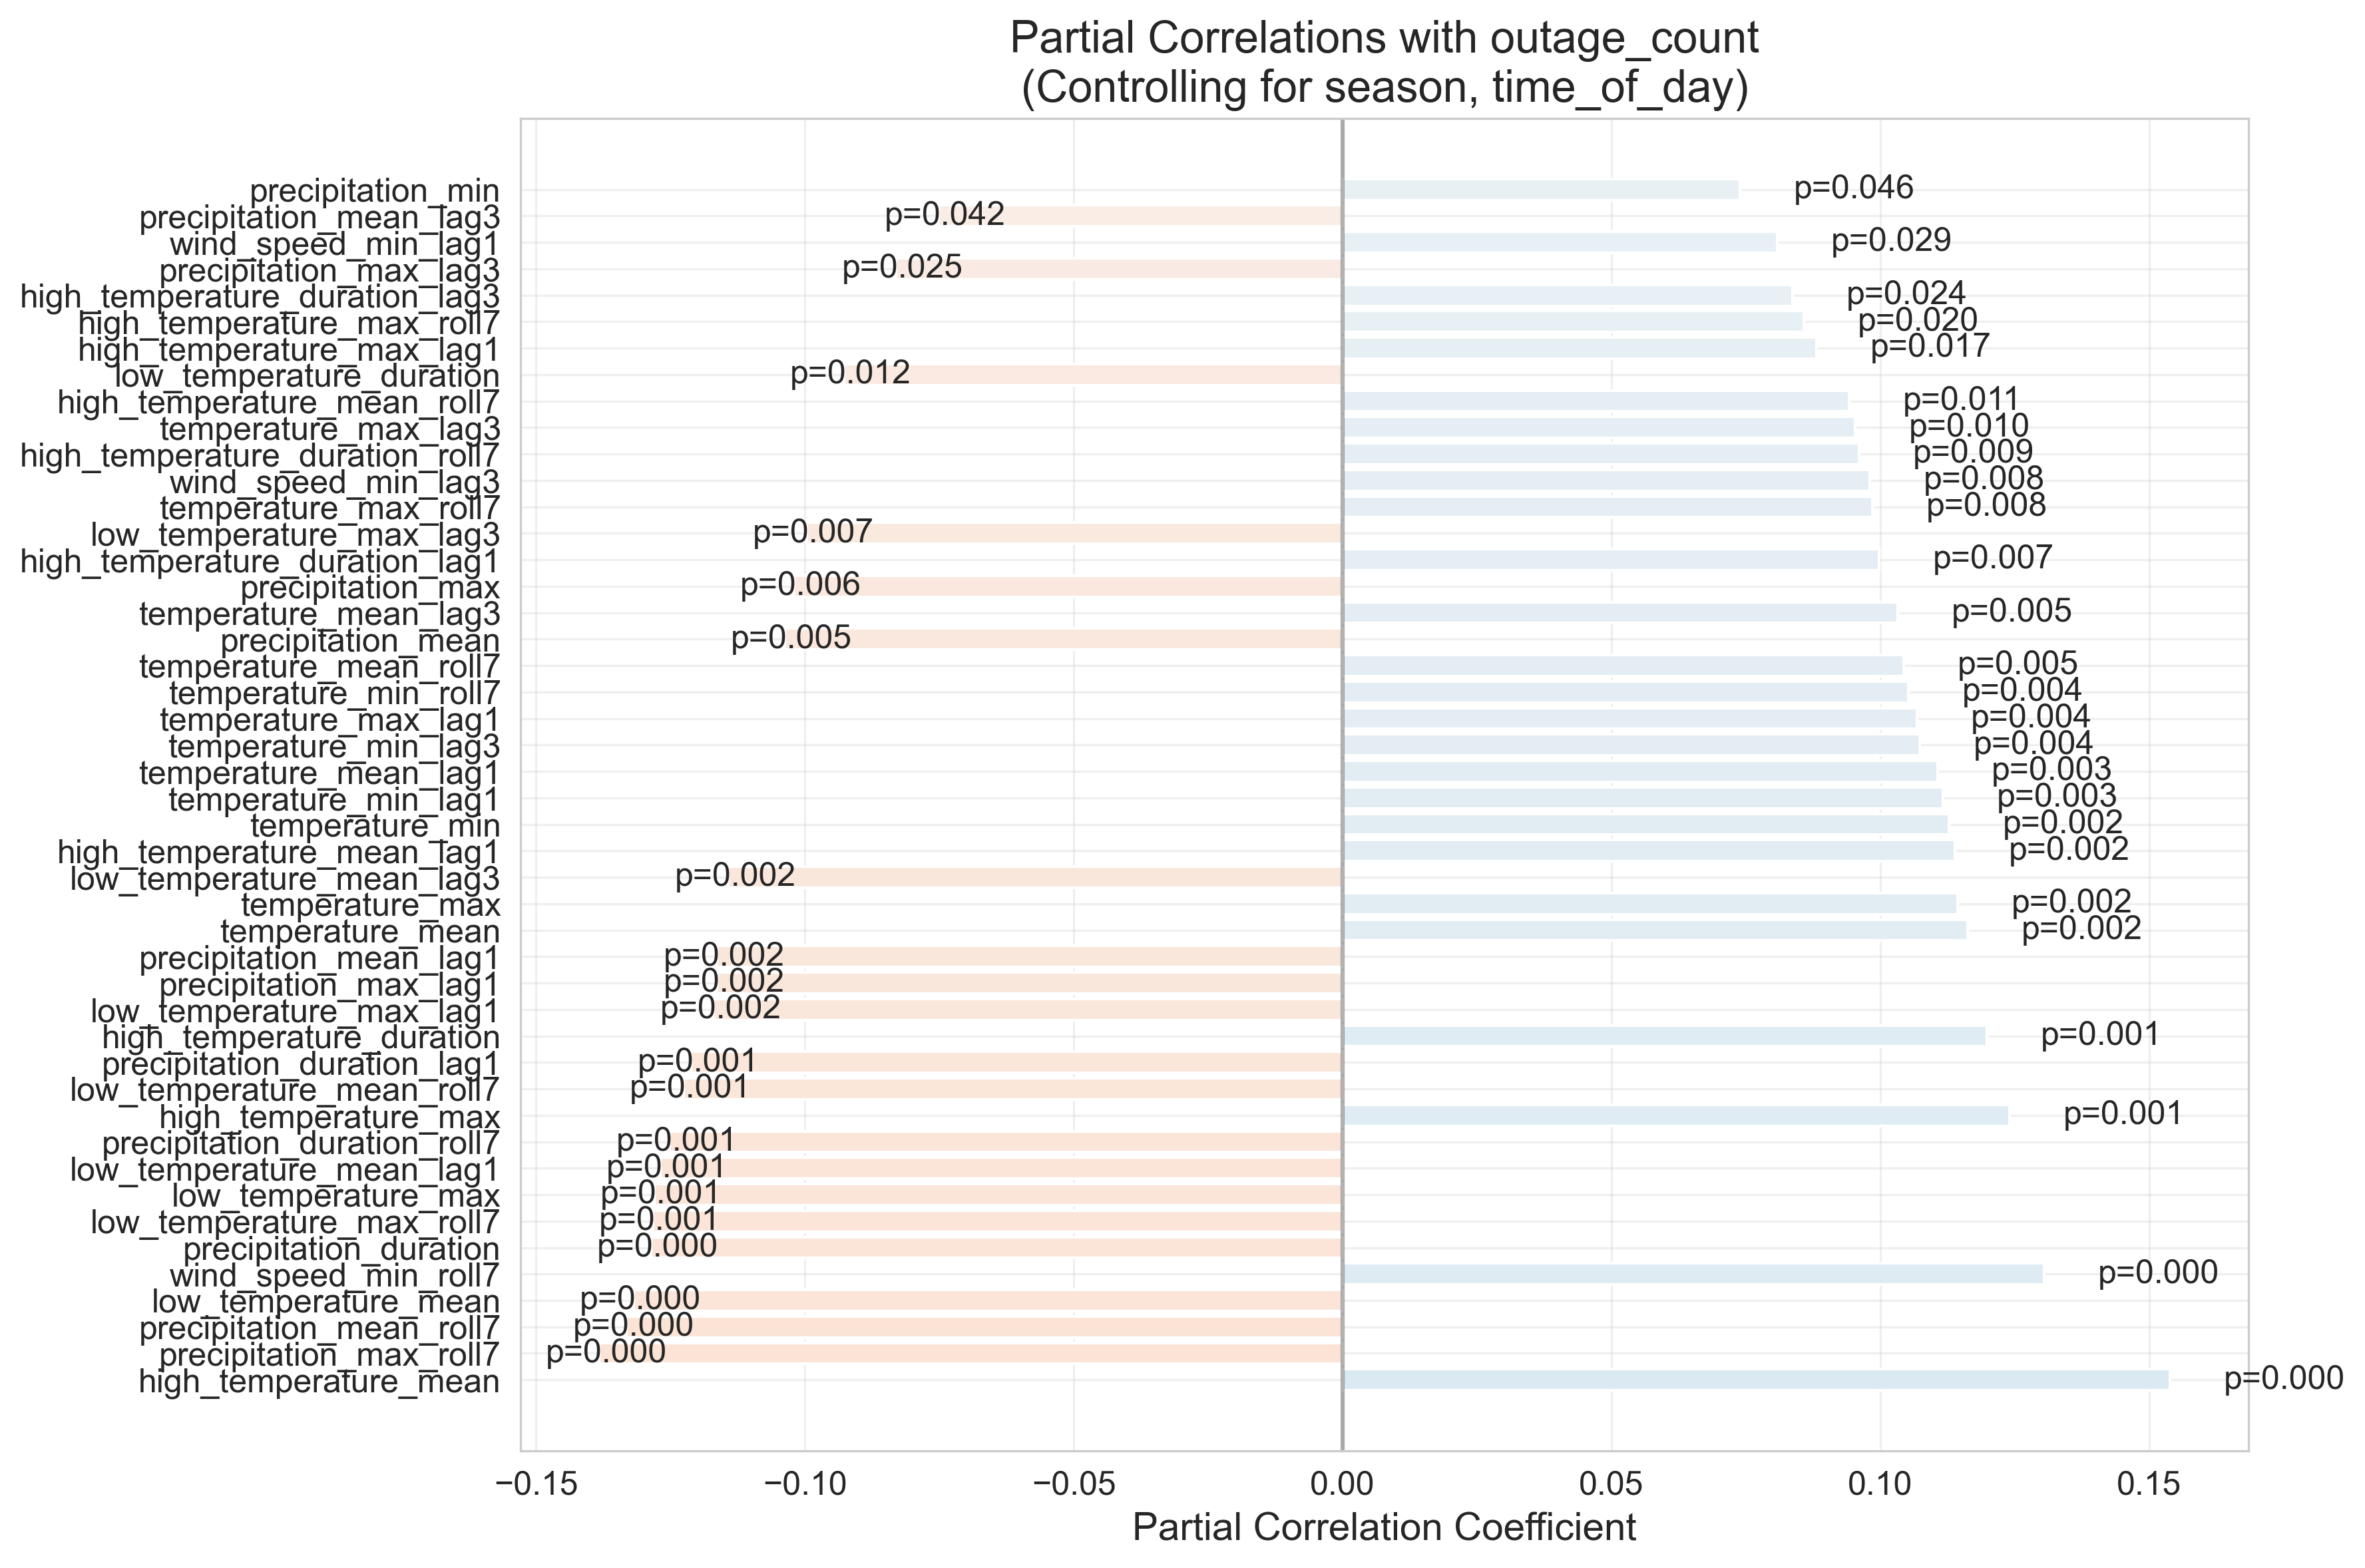 Partial Correlations with outage_count
(Controlling for season, time_of_day)
precipitation_min p=0.046
precipitation_mean_lag3 p=0.042
wind_speed_min_lag1 p=0.029
precipitation_max_lag3 p=0.025
high_temperature_duration_lag3 p=0.024
high_temperature_max_roll7 p=0.020
high_temperature_max_lag1 p=0.017
low_temperature_duration p=0.012
high_temperature_mean_roll7 p=0.011
temperature_max_lag3 p=0.010
high_temperature_duration_roll7 p=0.009
wind_speed_min_lag3 p=0.008
temperature_max_roll7 p=0.008
low_temperature_max_lag3 p=0.007
high_temperature_duration_lag1 p=0.007
precipitation_max p=0.006
temperature_mean_lag3 p=0.005
precipitation_mean p=0.005
temperature_mean_roll7 p=0.005
temperature_min_roll7 p=0.004
temperature_max_lag1 p=0.004
temperature_min_lag3 p=0.004
temperature_mean_lag1 p=0.003
temperature_min_lag1 p=0.003
temperature_min p=0.002
high_temperature_mean_lag1 p=0.002
low_temperature_mean_lag3 p=0.002
temperature_max p=0.002
temperature_mean p=0.002
precipitation_mean_lag1 p=0.002
precipitation_max_lag1 p=0.002
low_temperature_max_lag1 p=0.002
high_temperature_duration p=0.001
precipitation_duration_lag1 p=0.001
low_temperature_mean_roll7 p=0.001
high_temperature_max p=0.001
precipitation_duration_roll7 p=0.001
low_temperature_mean_lag1 p=0.001
low_temperature_max p=0.001
low_temperature_max_roll7 p=0.001
precipitation_duration p=0.000
wind_speed_min_roll7 p=0.000
low_temperature_mean p=0.000
precipitation_mean_roll7 p=0.000
precipitation_max_roll7 p=0.000
high_temperature_mean p=0.000
−0.15 −0.10 −0.05 0.00 0.05 0.10 0.15
Partial Correlation Coefficient